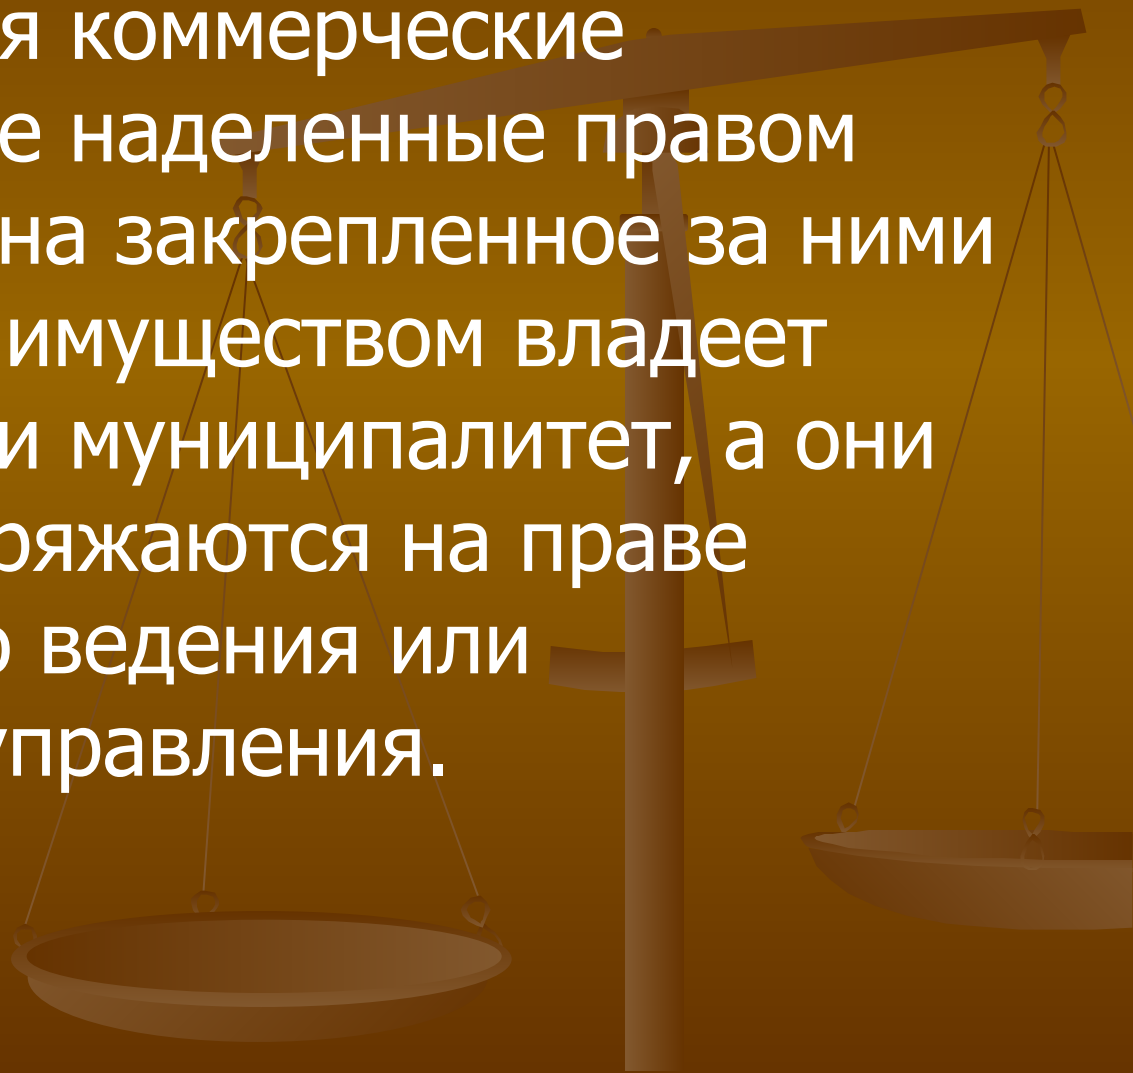 я коммерческие
е наделенные правом
на закрепленное за ними
имуществом владеет
и муниципалитет, а они
ряжаются на праве
о ведения или
управления.